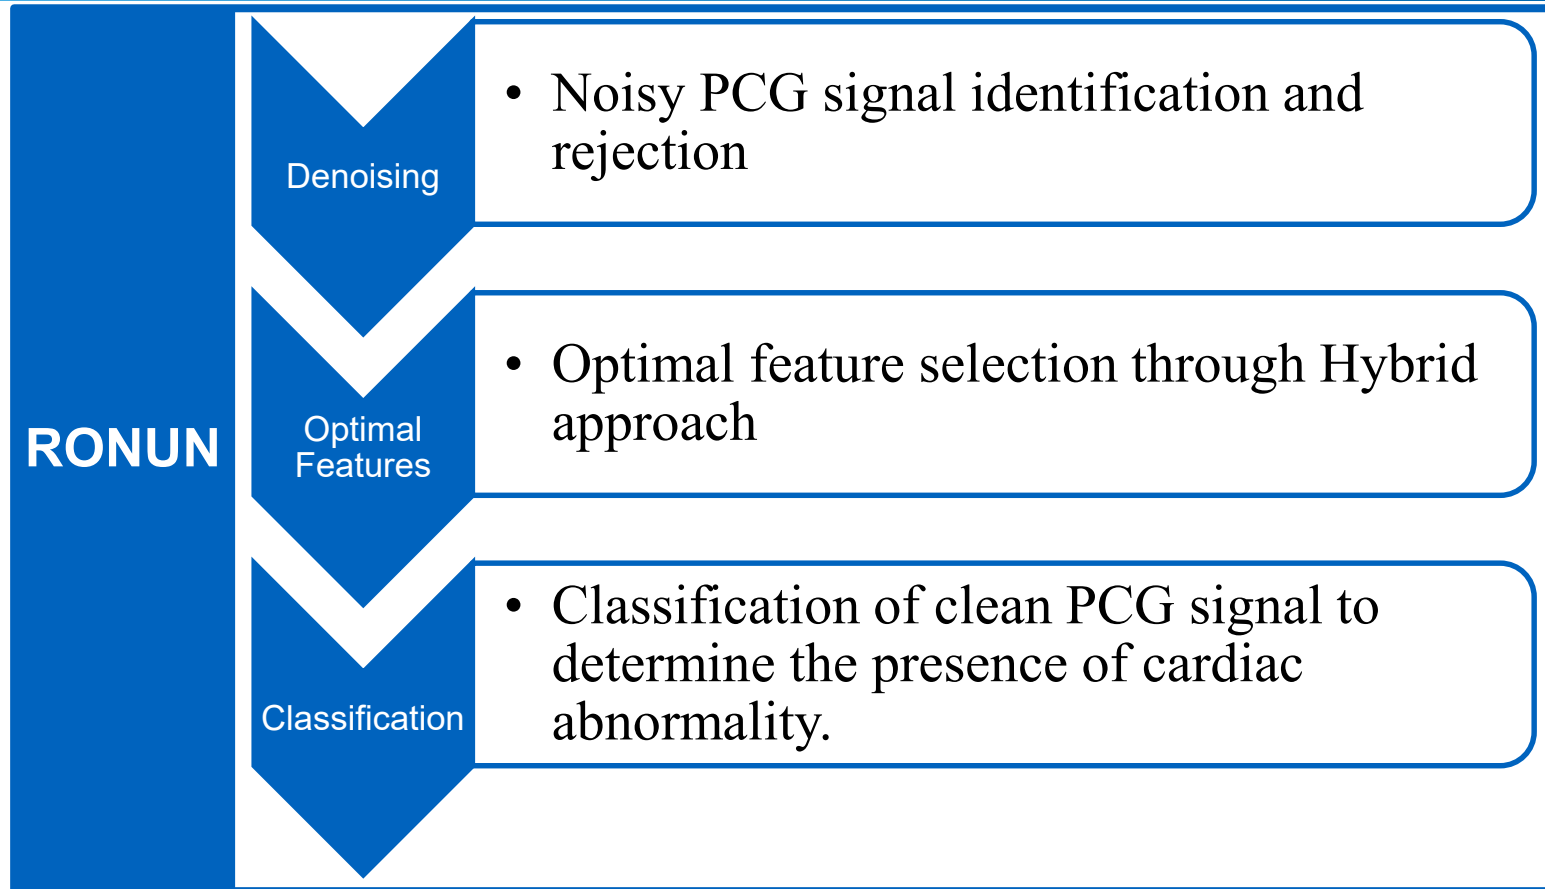 RONUN
Denoising
• Noisy PCG signal identification and
rejection
Optimal
Features
• Optimal feature selection through Hybrid
approach
Classification
• Classification of clean PCG signal to
determine the presence of cardiac
abnormality.